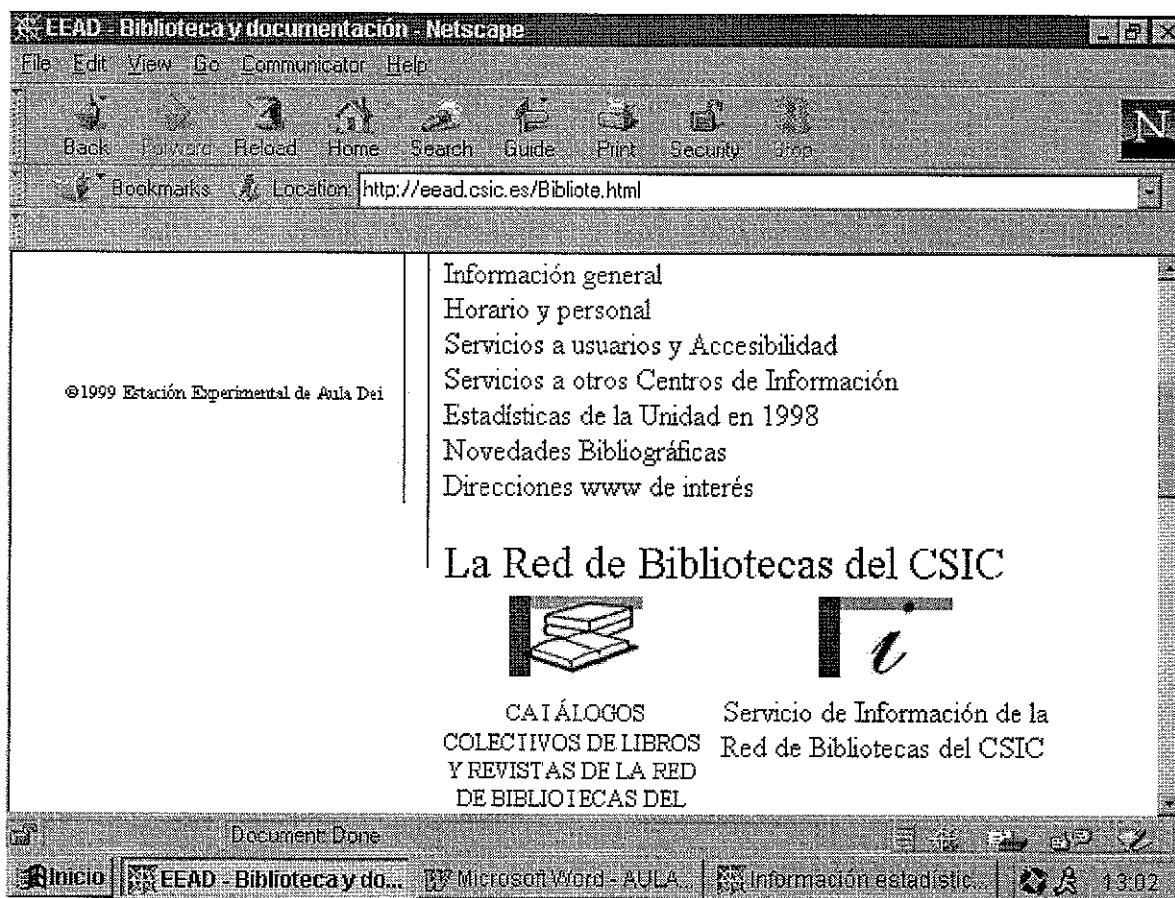 EEAD - Biblioteca y documentación - Netscape
File Edit View Go Communicator Help
Back Forward Reload Home Search Guide Print Security Stop
N
Bookmarks Location: http://eead.csic.es/Bibliote.html
Información general
Horario y personal
Servicios a usuarios y Accesibilidad
Servicios a otros Centros de Información
Estadísticas de la Unidad en 1998
Novedades Bibliográficas
Direcciones www de interés
©1999 Estación Experimental de Aula Dei
La Red de Bibliotecas del CSIC
i
CATÁLOGOS
COLECTIVOS DE LIBROS
Y REVISTAS DE LA RED
DE BIBLIOTECAS DEL
Servicio de Información de la
Red de Bibliotecas del CSIC
Document: Done
Inicio EEAD - Biblioteca y do... Microsoft Word - AULA... Información estadístic... 13:02